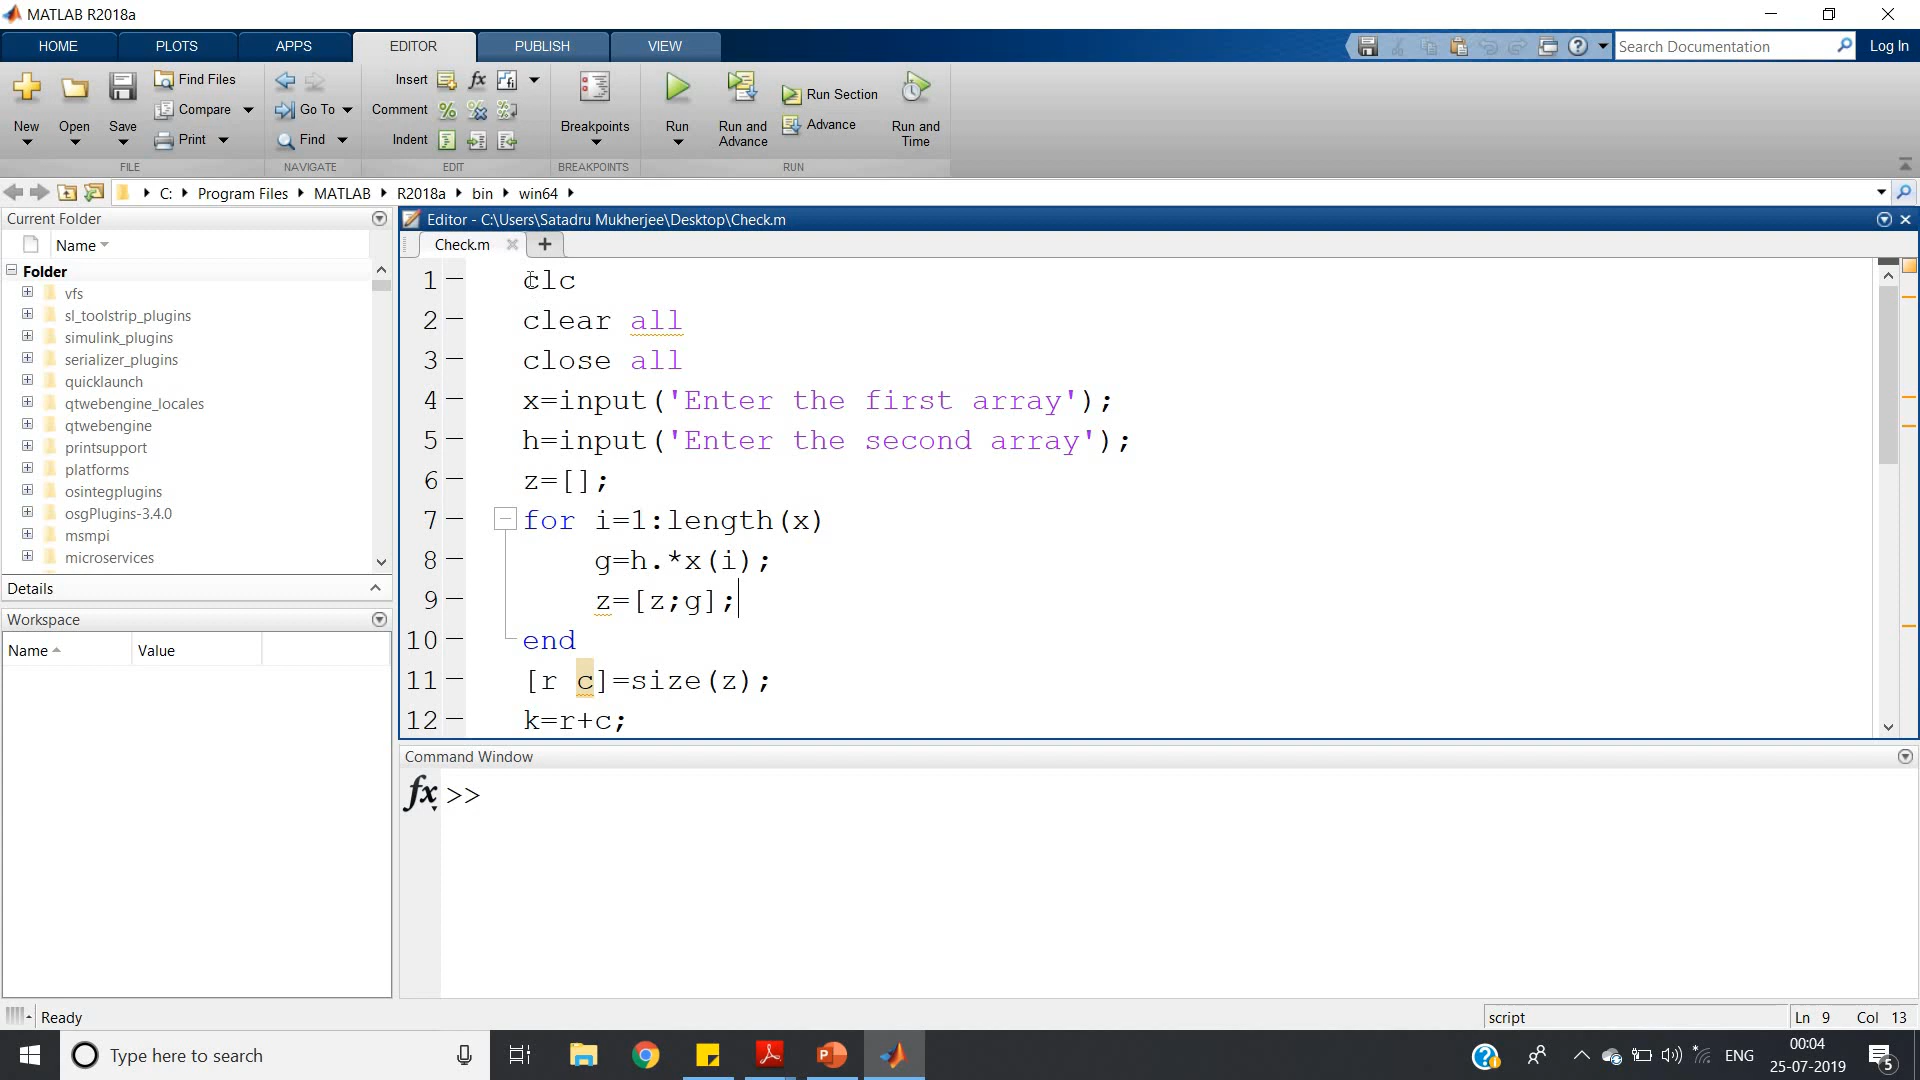 MATLAB R2018a
HOME PLOTS APPS EDITOR PUBLISH VIEW
Search Documentation
Log In
New Open Save
Find Files
Compare
Print
FILE
Go To
Find
NAVIGATE
Insert
Comment
Indent
EDIT
Breakpoints
BREAKPOINTS
Run
Run and Advance
Run Section
Advance
Run and Time
RUN
C: Program Files MATLAB R2018a bin win64
Current Folder
Name
Folder
vfs
sl_toolstrip_plugins
simulink_plugins
serializer_plugins
quicklaunch
qtwebengine_locales
qtwebengine
printsupport
platforms
osintegplugins
osgPlugins-3.4.0
msmpi
microservices
Details
Workspace
Name Value
Editor - C:\Users\Satadru Mukherjee\Desktop\Check.m
Check.m
1 clc
2 clear all
3 close all
4 x=input('Enter the first array');
5 h=input('Enter the second array');
6 z=[];
7 for i=1:length(x)
8 g=h.*x(i);
9 z=[z;g];
10 end
11 [r c]=size(z);
12 k=r+c;
Command Window
fx >>
Ready
script
Ln 9 Col 13
Type here to search
ENG
00:04
25-07-2019
5